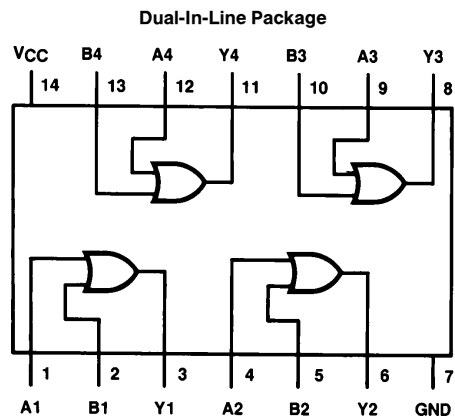 Dual-In-Line Package
VCC B4 A4 Y4 B3 A3 Y3
14 13 12 11 10 9 8
1 2 3 4 5 6 7
A1 B1 Y1 A2 B2 Y2 GND